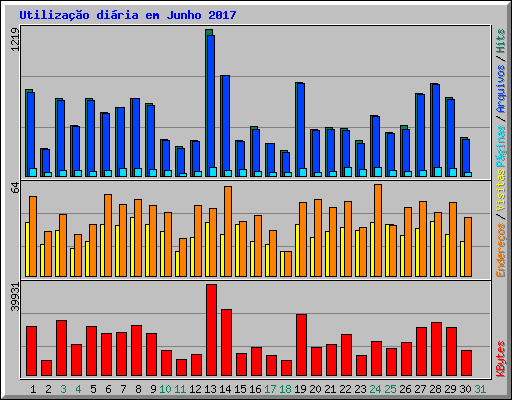 Utilização diária em Junho 2017
1219
64
39931
Endereços / Visitas Páginas / Arquivos / Hits
KBytes
1 2 3 4 5 6 7 8 9 10 11 12 13 14 15 16 17 18 19 20 21 22 23 24 25 26 27 28 29 30 31